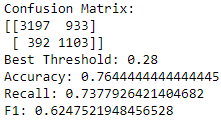 Confusion Matrix:
[[3197  933]
 [ 392 1103]]
Best Threshold: 0.28
Accuracy: 0.7644444444444445
Recall: 0.7377926421404682
F1: 0.6247521948456528